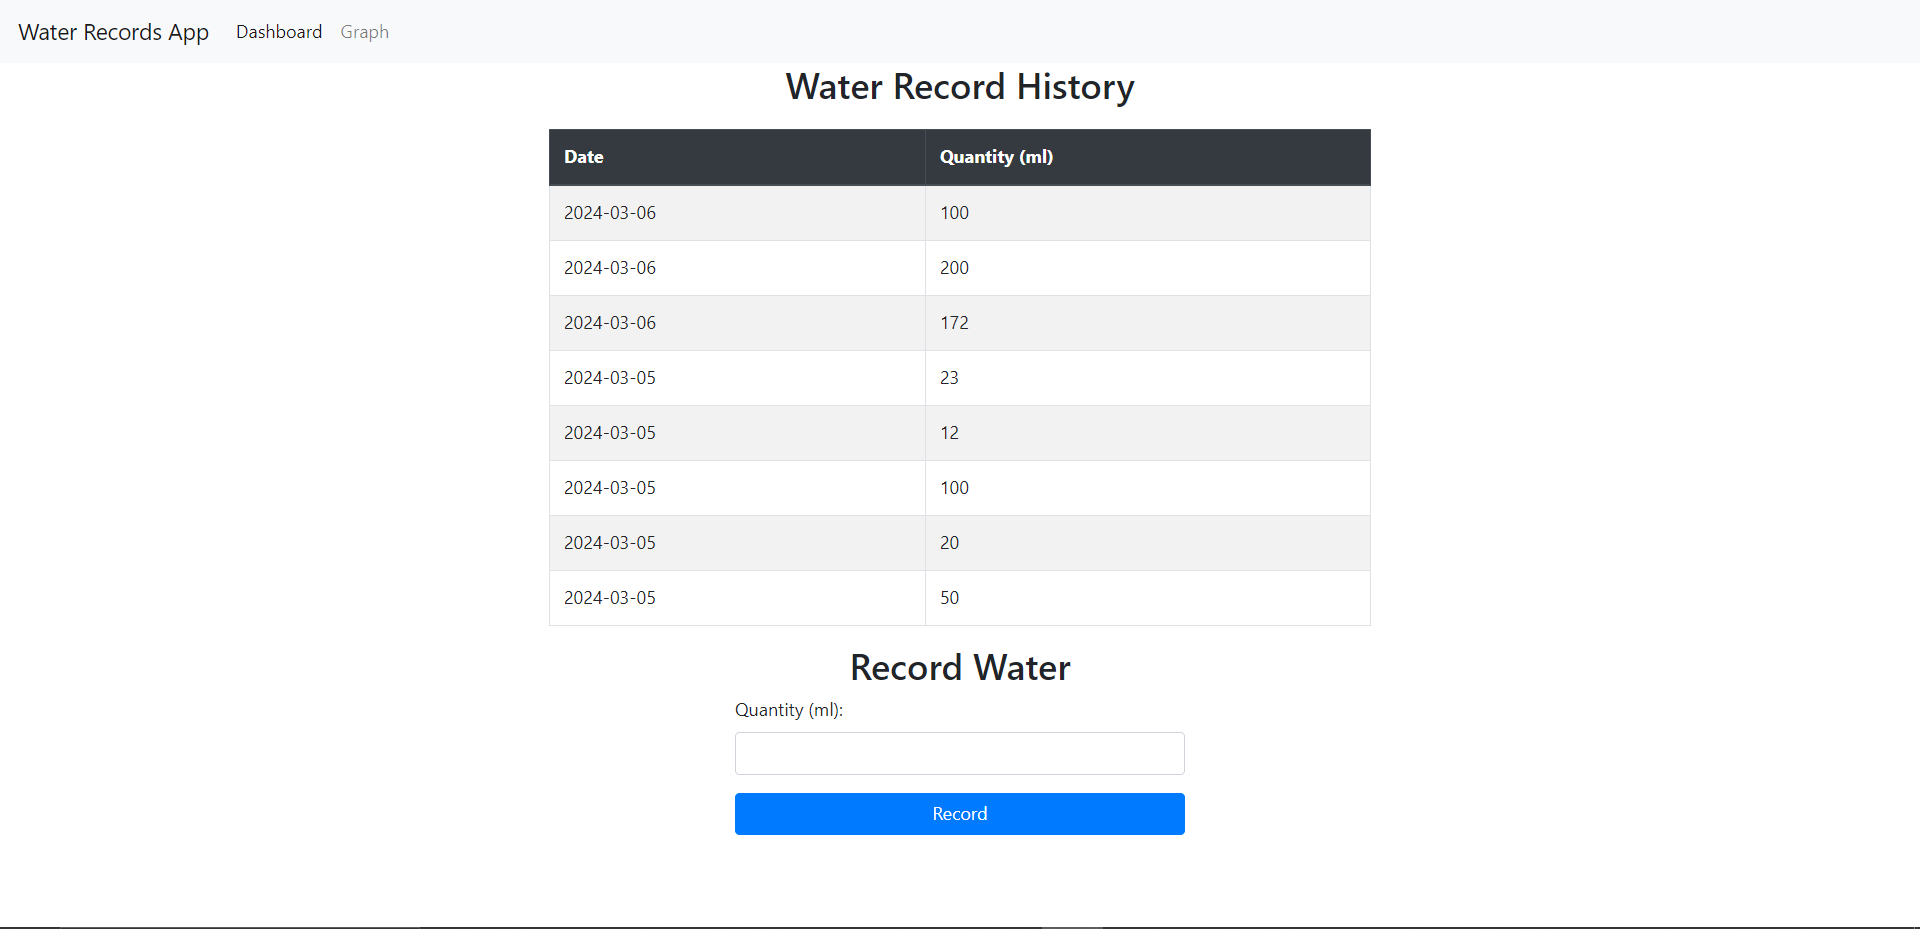 Water Records App Dashboard Graph
Water Record History
Date Quantity (ml)
2024-03-06 100
2024-03-06 200
2024-03-06 172
2024-03-05 23
2024-03-05 12
2024-03-05 100
2024-03-05 20
2024-03-05 50
Record Water
Quantity (ml):
Record